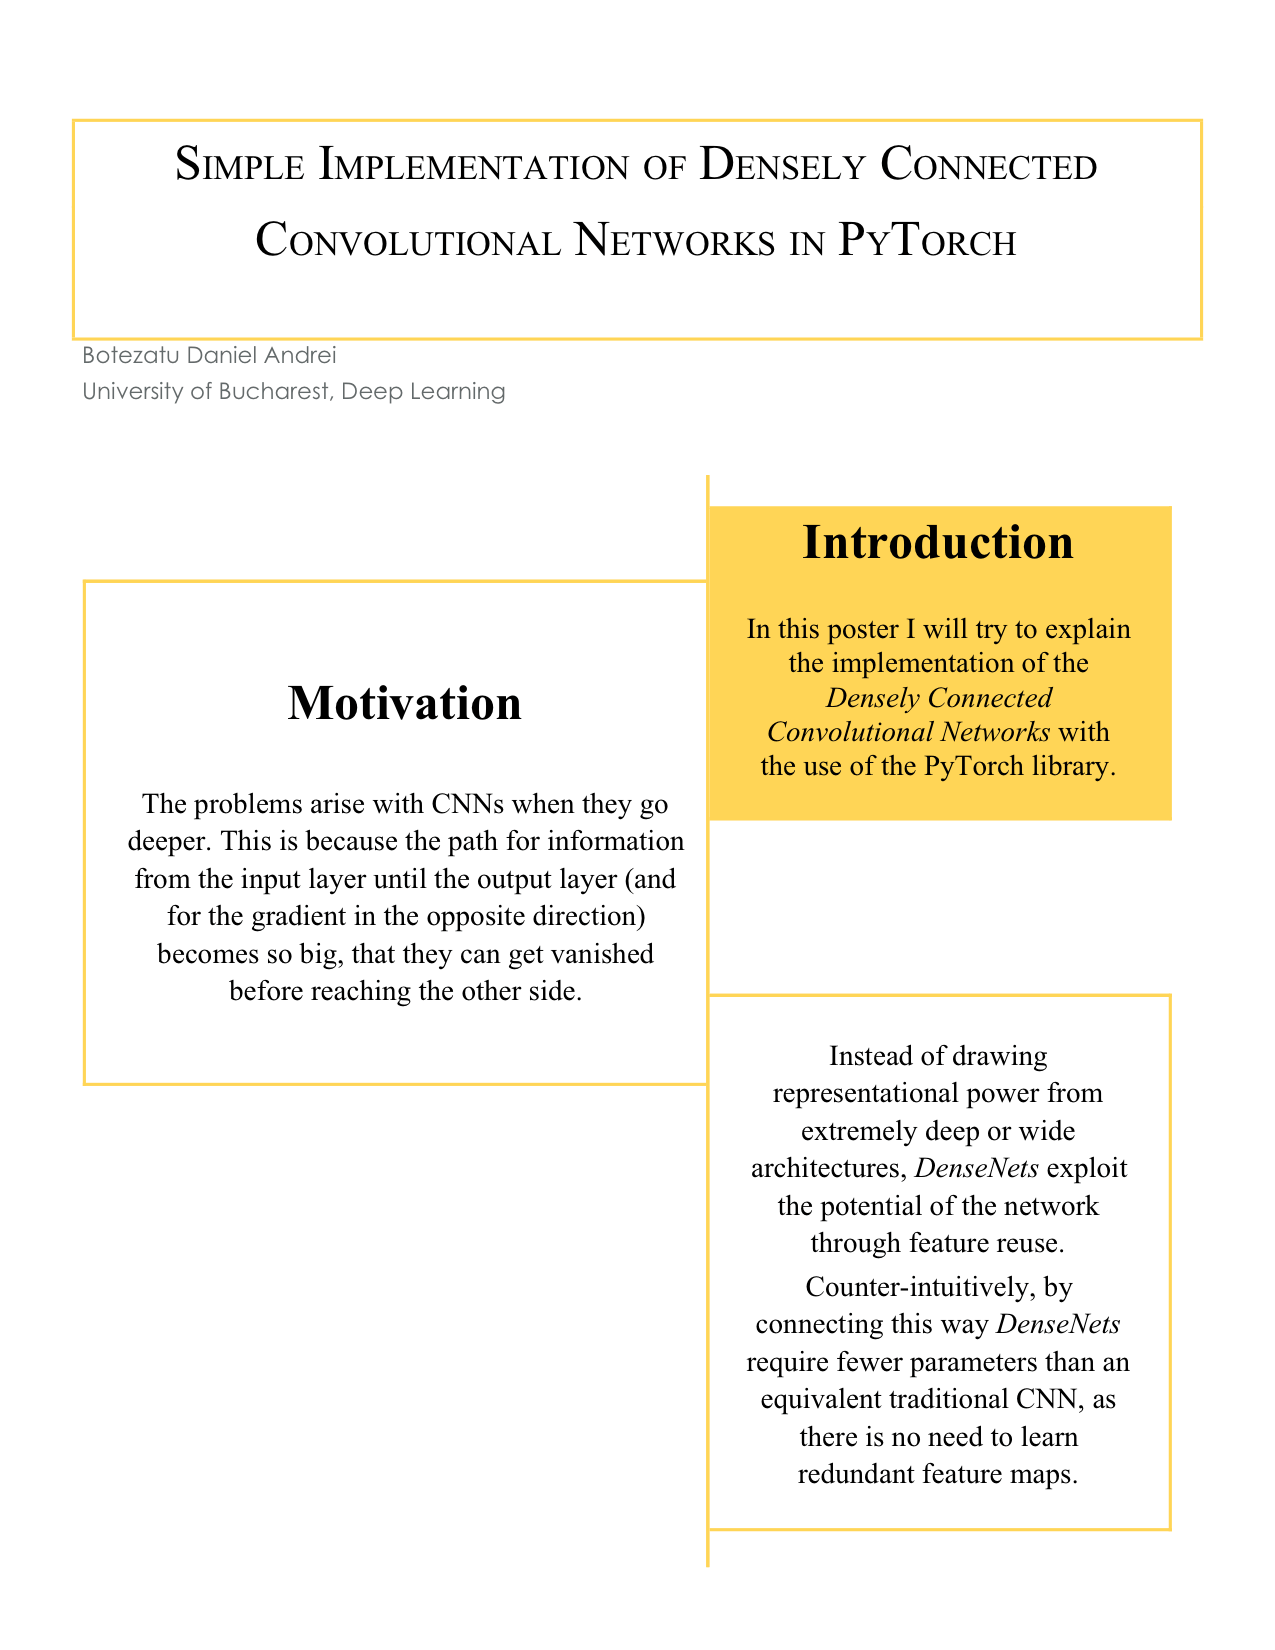 SIMPLE IMPLEMENTATION OF DENSELY CONNECTED
CONVOLUTIONAL NETWORKS IN PYTORCH
Botezatu Daniel Andrei
University of Bucharest, Deep Learning
Introduction
In this poster I will try to explain
the implementation of the
Densely Connected
Convolutional Networks with
the use of the PyTorch library.
Motivation
The problems arise with CNNs when they go
deeper. This is because the path for information
from the input layer until the output layer (and
for the gradient in the opposite direction)
becomes so big, that they can get vanished
before reaching the other side.
Instead of drawing
representational power from
extremely deep or wide
architectures, DenseNets exploit
the potential of the network
through feature reuse.
Counter-intuitively, by
connecting this way DenseNets
require fewer parameters than an
equivalent traditional CNN, as
there is no need to learn
redundant feature maps.